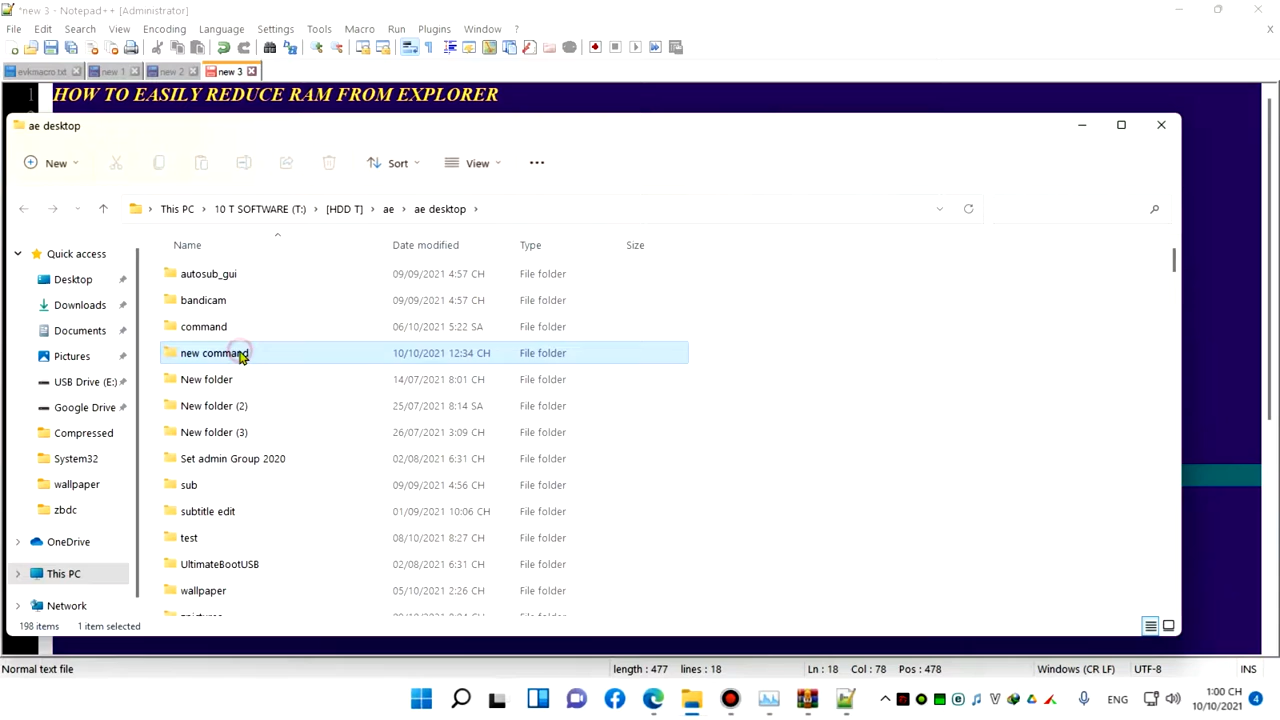 *new 3 - Notepad++ [Administrator]
File Edit Search View Encoding Language Settings Tools Macro Run Plugins Window ? X
evkmacro.txt new 1 new 2 new 3
1 HOW TO EASILY REDUCE RAM FROM EXPLORER
ae desktop
New Sort View
This PC 10 T SOFTWARE (T:) [HDD T] ae ae desktop
Name Date modified Type Size
Quick access
Desktop
Downloads
Documents
Pictures
USB Drive (E:)
Google Drive
Compressed
System32
wallpaper
zbdc
OneDrive
This PC
Network
autosub_gui 09/09/2021 4:57 CH File folder
bandicam 09/09/2021 4:57 CH File folder
command 06/10/2021 5:22 SA File folder
new command 10/10/2021 12:34 CH File folder
New folder 14/07/2021 8:01 CH File folder
New folder (2) 25/07/2021 8:14 SA File folder
New folder (3) 26/07/2021 3:09 CH File folder
Set admin Group 2020 02/08/2021 6:31 CH File folder
sub 09/09/2021 4:56 CH File folder
subtitle edit 01/09/2021 10:06 CH File folder
test 08/10/2021 8:27 CH File folder
UltimateBootUSB 02/08/2021 6:31 CH File folder
wallpaper 05/10/2021 2:26 CH File folder
198 items 1 item selected
Normal text file length : 477 lines : 18 Ln : 18 Col : 78 Pos : 478 Windows (CR LF) UTF-8 INS
ENG 1:00 CH
10/10/2021 4